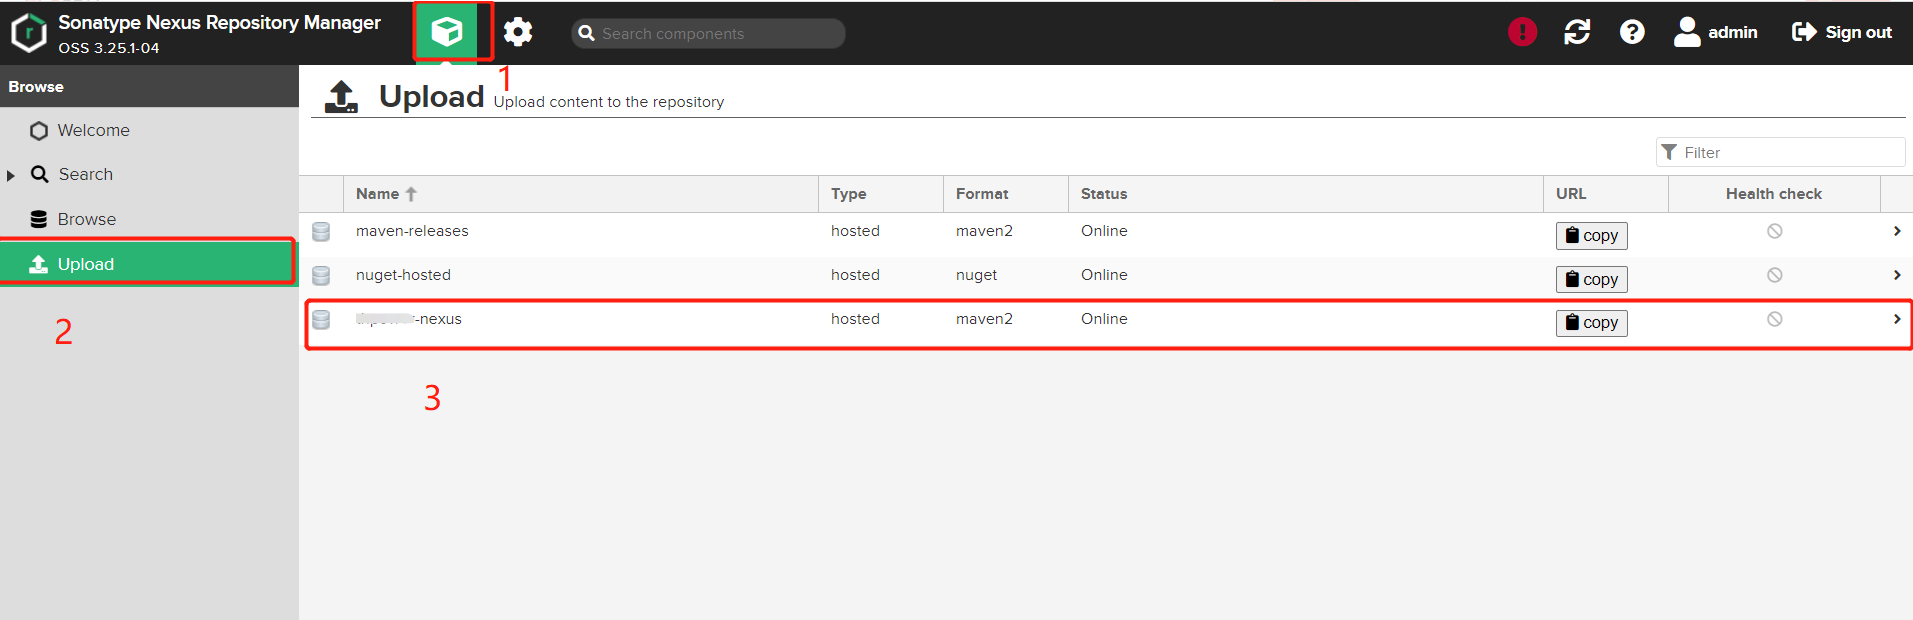 Sonatype Nexus Repository Manager
OSS 3.25.1-04
Search components
admin
Sign out
1
Browse
Welcome
Search
Browse
Upload
2
Upload Upload content to the repository
Filter
Name Type Format Status URL Health check
maven-releases hosted maven2 Online copy
nuget-hosted hosted nuget Online copy
-nexus hosted maven2 Online copy
3